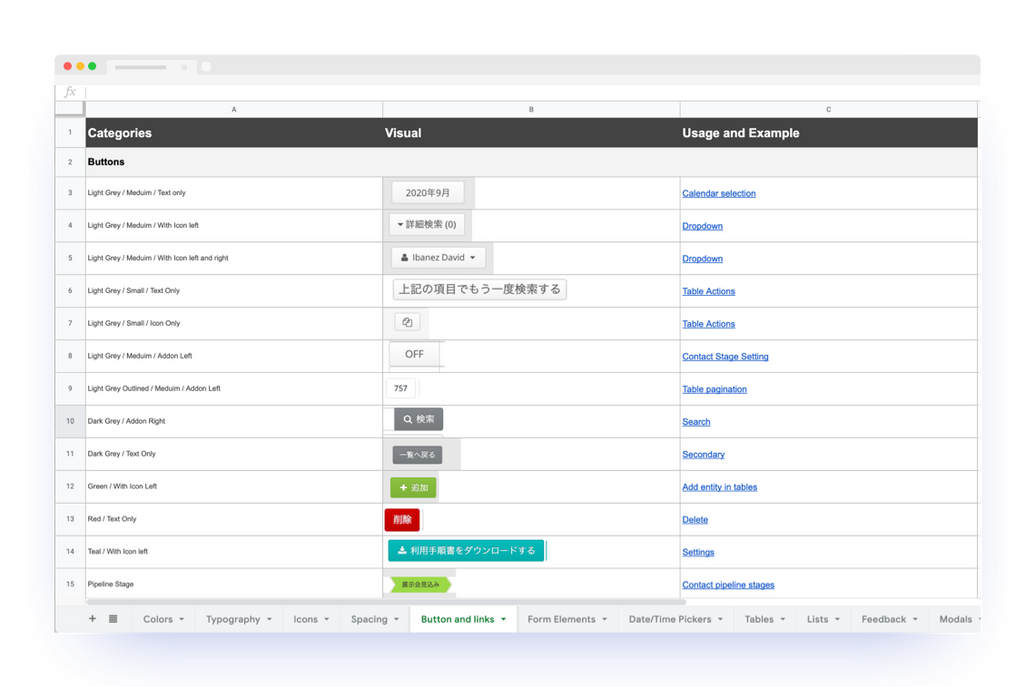 fx
A B C
1 Categories Visual Usage and Example
2 Buttons
3 Light Grey / Meduim / Text only 2020年9月 Calendar selection
4 Light Grey / Meduim / With Icon left 詳細検索 (0) Dropdown
5 Light Grey / Meduim / With Icon left and right Ibanez David Dropdown
6 Light Grey / Small / Text Only 上記の項目でもう一度検索する Table Actions
7 Light Grey / Small / Icon Only Table Actions
8 Light Grey / Meduim / Addon Left OFF Contact Stage Setting
9 Light Grey Outlined / Meduim / Addon Left 757 Table pagination
10 Dark Grey / Addon Right 検索 Search
11 Dark Grey / Text Only 一覧へ戻る Secondary
12 Green / With Icon Left + 追加 Add entity in tables
13 Red / Text Only 削除 Delete
14 Teal / With Icon left 利用手順書をダウンロードする Settings
15 Pipeline Stage 展示会見込み Contact pipeline stages
+ Colors Typography Icons Spacing Button and links Form Elements Date/Time Pickers Tables Lists Feedback Modals